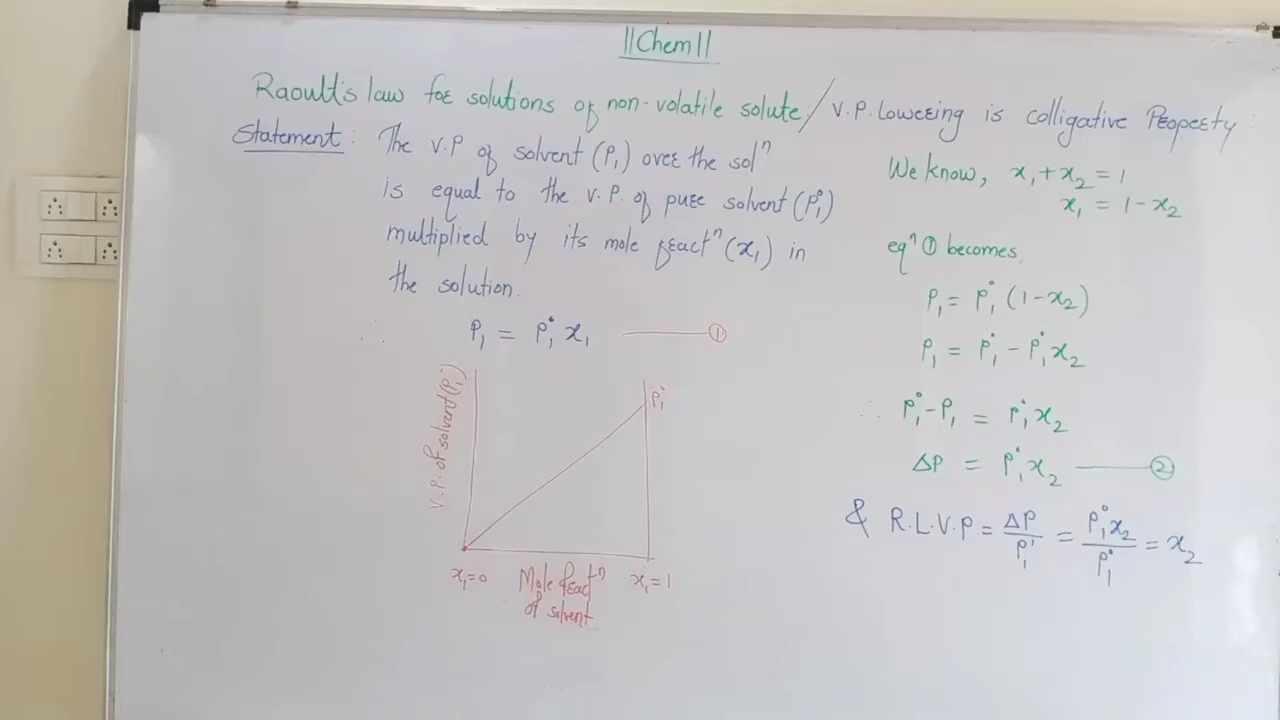 ||Chem||
Raoult's law for solutions of non-volatile solute / V.P. Lowering is colligative Property:
Statement: The V.P of solvent (P₁) over the solⁿ
is equal to the V.P. of pure solvent (P₁°)
multiplied by its mole fractⁿ (x₁) in
the solution.
P₁ = P₁° x₁ ——— ①
V.P. of solvent (P₁)
P₁°
x₁=0 Mole fractⁿ x₁=1
of solvent
We know, x₁+x₂ = 1
x₁ = 1-x₂
eqⁿ ① becomes,
P₁ = P₁° (1-x₂)
P₁ = P₁° - P₁°x₂
∴ P₁°-P₁ = P₁°x₂
ΔP = P₁°x₂ ——— ②
& R.L.V.P = ΔP/P₁° = P₁°x₂/P₁° = x₂